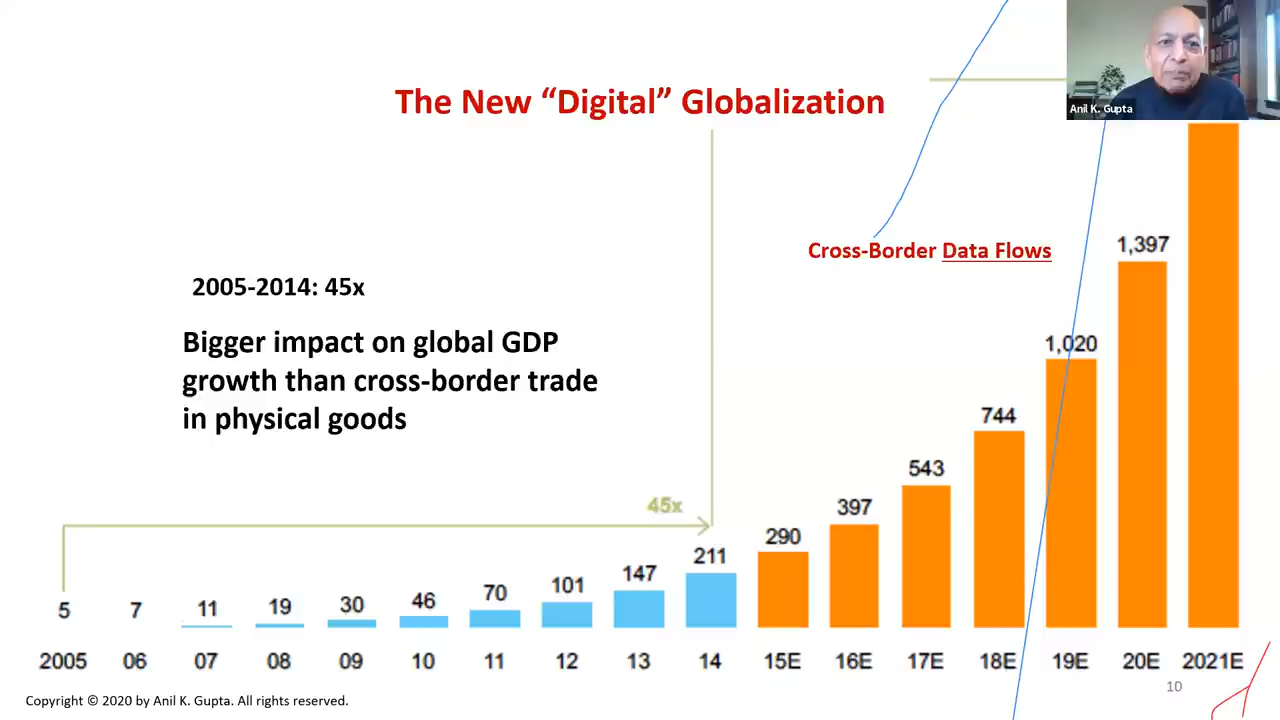 Anil K. Gupta
The New “Digital” Globalization
Cross-Border Data Flows
2005-2014: 45x
Bigger impact on global GDP
growth than cross-border trade
in physical goods
45x
5 7 11 19 30 46 70 101 147 211 290 397 543 744 1,020 1,397
2005 06 07 08 09 10 11 12 13 14 15E 16E 17E 18E 19E 20E 2021E
10
Copyright © 2020 by Anil K. Gupta. All rights reserved.